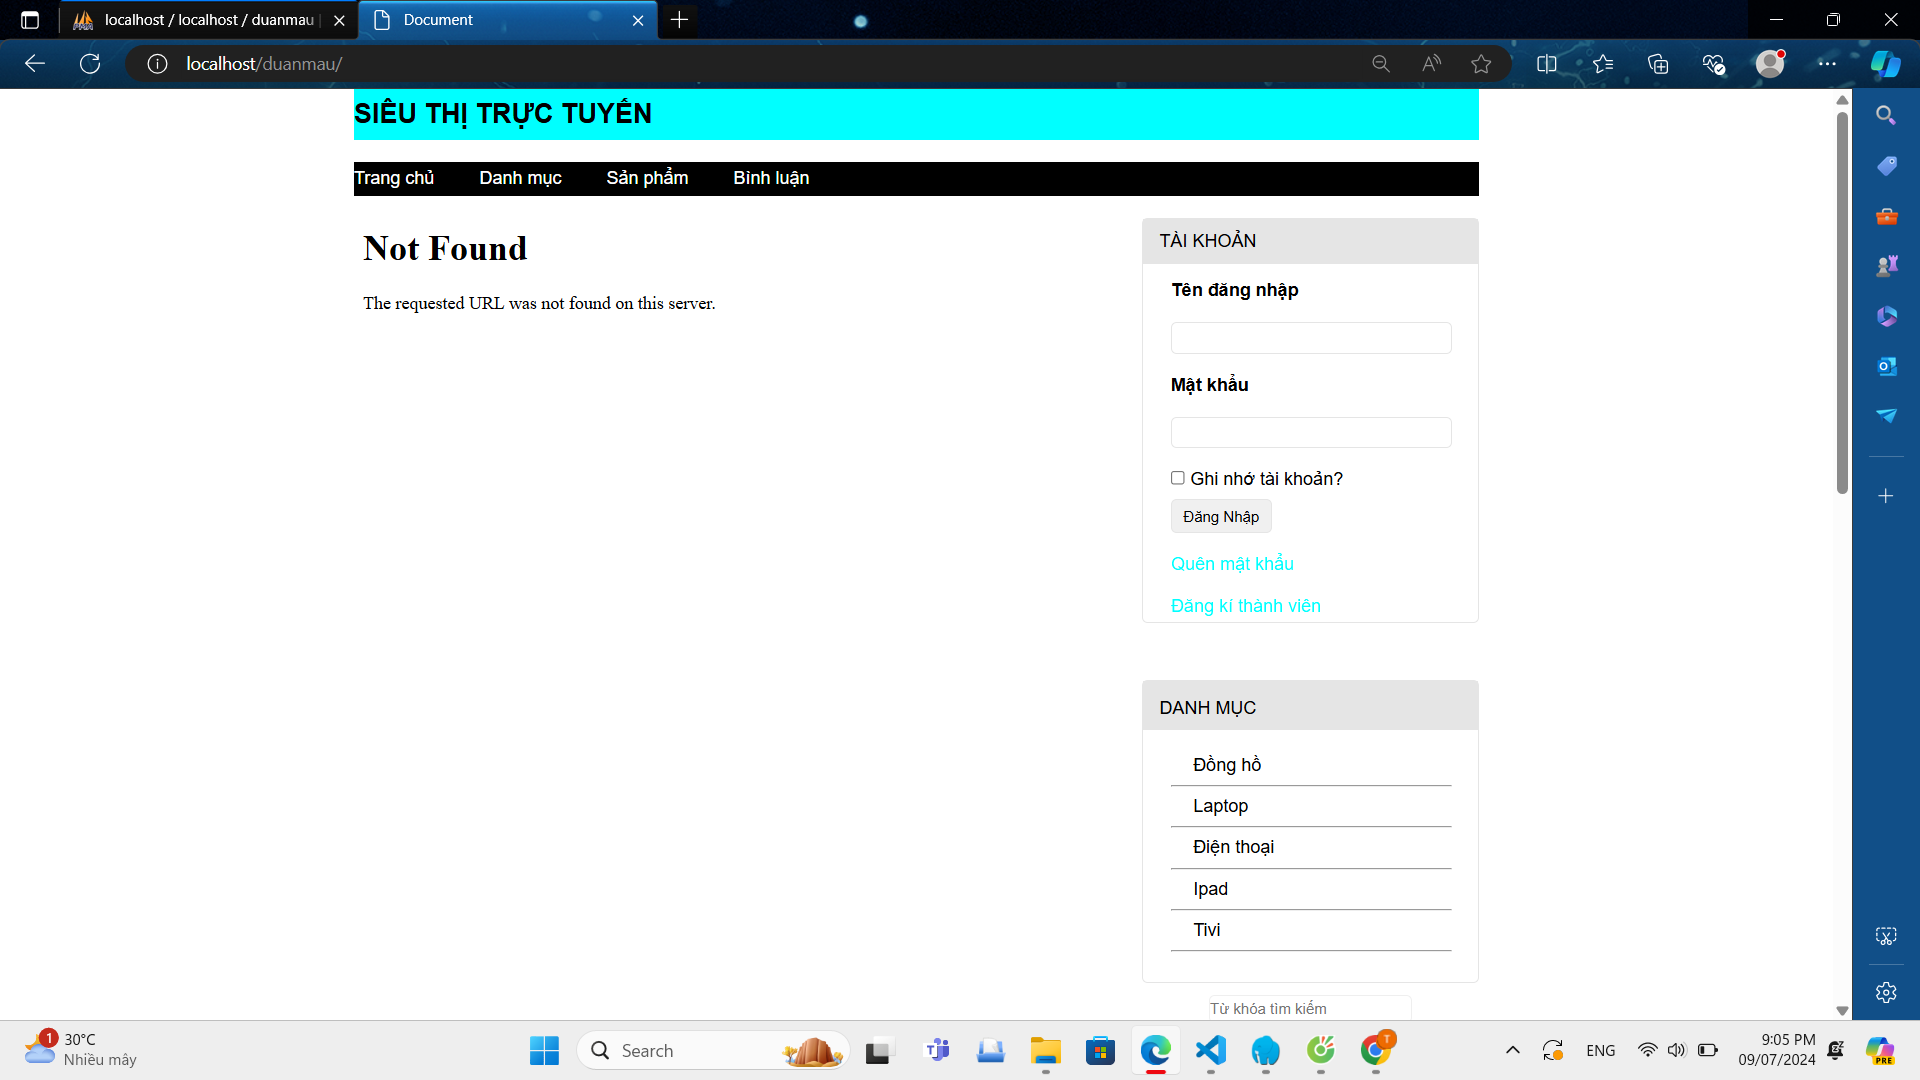 localhost / localhost / duanmau
Document
localhost/duanmau/
SIÊU THỊ TRỰC TUYẾN
Trang chủ Danh mục Sản phẩm Bình luận
Not Found
The requested URL was not found on this server.
TÀI KHOẢN
Tên đăng nhập
Mật khẩu
Ghi nhớ tài khoản?
Đăng Nhập
Quên mật khẩu
Đăng kí thành viên
DANH MỤC
Đồng hồ
Laptop
Điện thoại
Ipad
Tivi
Từ khóa tìm kiếm
1
30°C
Nhiều mây
Search
T
ENG
9:05 PM
09/07/2024
PRE